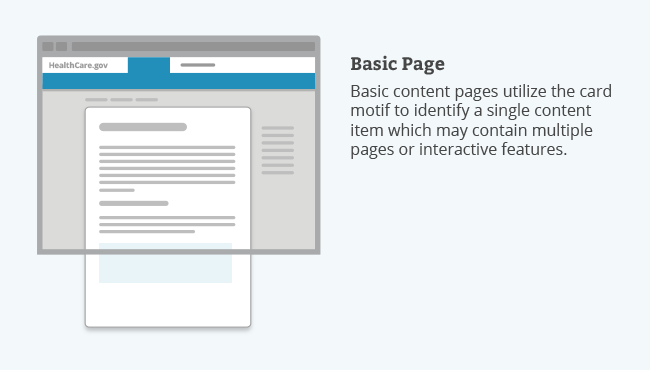 HealthCare.gov
Basic Page
Basic content pages utilize the card
motif to identify a single content
item which may contain multiple
pages or interactive features.